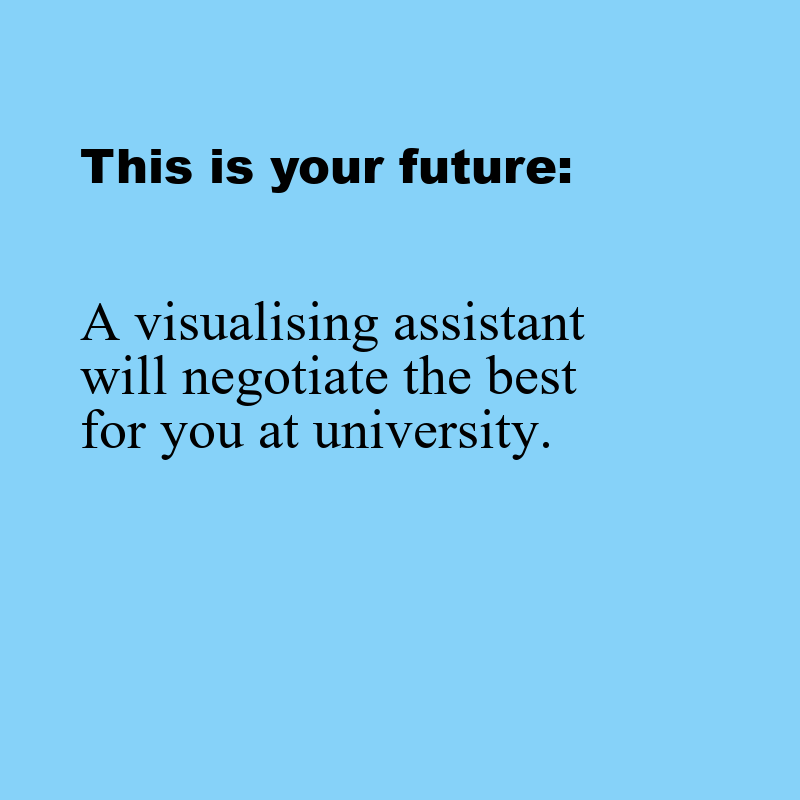 This is your future:
A visualising assistant
will negotiate the best
for you at university.